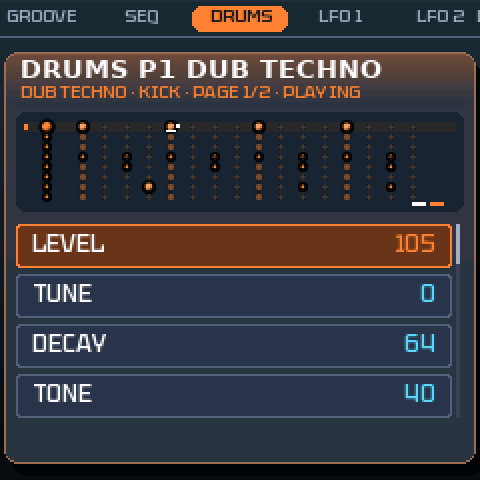 GROOVE SEQ DRUMS LFO 1 LFO 2
DRUMS P1 DUB TECHNO
DUB TECHNO · KICK · PAGE 1/2 · PLAYING
LEVEL 105
TUNE 0
DECAY 64
TONE 40